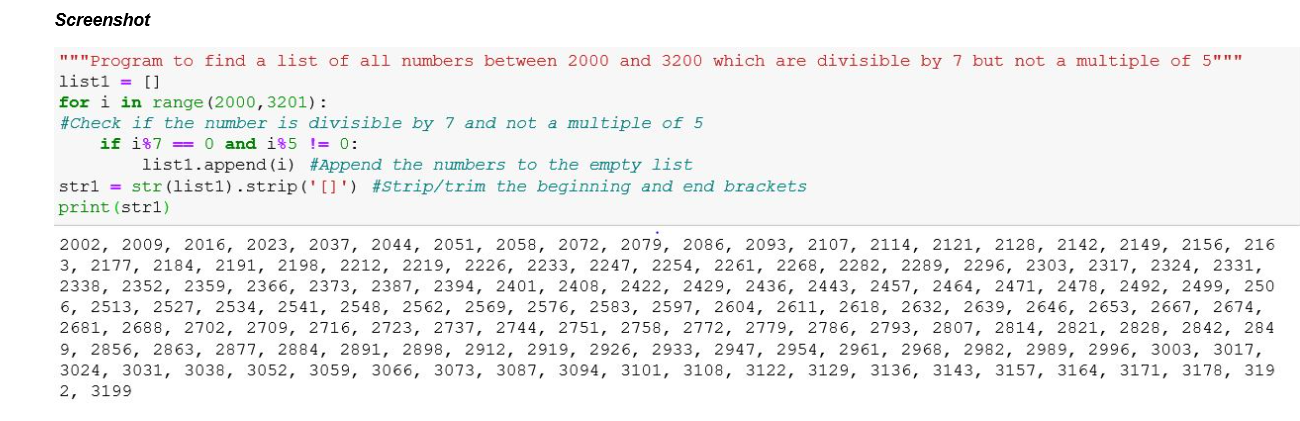 Screenshot
"""Program to find a list of all numbers between 2000 and 3200 which are divisible by 7 but not a multiple of 5"""
list1 = []
for i in range(2000,3201):
#Check if the number is divisible by 7 and not a multiple of 5
    if i%7 == 0 and i%5 != 0:
        list1.append(i) #Append the numbers to the empty list
str1 = str(list1).strip('[]') #Strip/trim the beginning and end brackets
print(str1)
2002, 2009, 2016, 2023, 2037, 2044, 2051, 2058, 2072, 2079, 2086, 2093, 2107, 2114, 2121, 2128, 2142, 2149, 2156, 216
3, 2177, 2184, 2191, 2198, 2212, 2219, 2226, 2233, 2247, 2254, 2261, 2268, 2282, 2289, 2296, 2303, 2317, 2324, 2331,
2338, 2352, 2359, 2366, 2373, 2387, 2394, 2401, 2408, 2422, 2429, 2436, 2443, 2457, 2464, 2471, 2478, 2492, 2499, 250
6, 2513, 2527, 2534, 2541, 2548, 2562, 2569, 2576, 2583, 2597, 2604, 2611, 2618, 2632, 2639, 2646, 2653, 2667, 2674,
2681, 2688, 2702, 2709, 2716, 2723, 2737, 2744, 2751, 2758, 2772, 2779, 2786, 2793, 2807, 2814, 2821, 2828, 2842, 284
9, 2856, 2863, 2877, 2884, 2891, 2898, 2912, 2919, 2926, 2933, 2947, 2954, 2961, 2968, 2982, 2989, 2996, 3003, 3017,
3024, 3031, 3038, 3052, 3059, 3066, 3073, 3087, 3094, 3101, 3108, 3122, 3129, 3136, 3143, 3157, 3164, 3171, 3178, 319
2, 3199